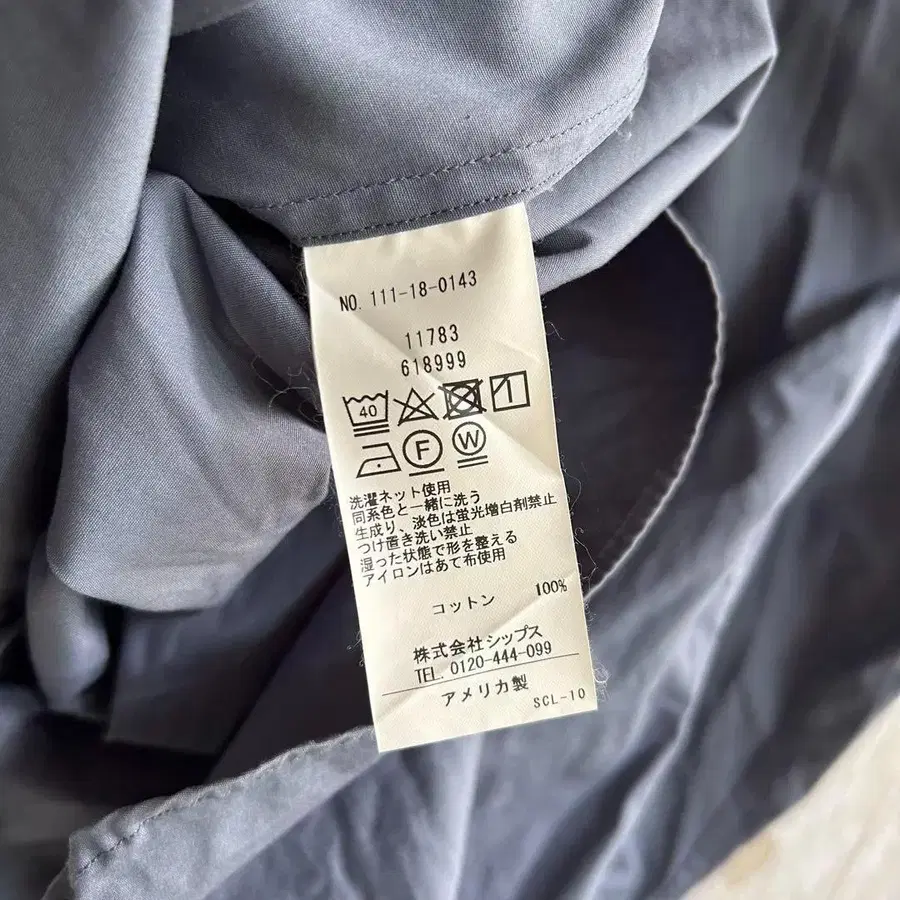 NO. 111-18-0143
11783
618999
40
F W
洗濯ネット使用
同系色と一緒に洗う
生成り、淡色は蛍光増白剤禁止
つけ置き洗い禁止
湿った状態で形を整える
アイロンはあて布使用
コットン 100%
株式会社シップス
TEL. 0120-444-099
アメリカ製
SCL-10